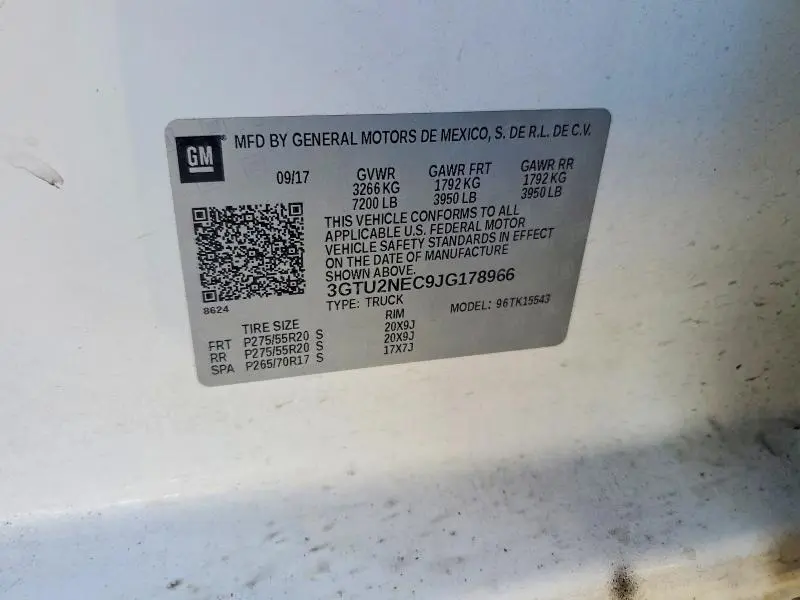 GM® MFD BY GENERAL MOTORS DE MEXICO, S. DE R.L. DE C.V.
09/17 GVWR GAWR FRT GAWR RR
3266 KG 1792 KG 1792 KG
7200 LB 3950 LB 3950 LB
THIS VEHICLE CONFORMS TO ALL
APPLICABLE U.S. FEDERAL MOTOR
VEHICLE SAFETY STANDARDS IN EFFECT
ON THE DATE OF MANUFACTURE
SHOWN ABOVE.
3GTU2NEC9JG178966
8624
TYPE: TRUCK MODEL: 96TK15543
TIRE SIZE RIM
FRT P275/55R20 S 20X9J
RR P275/55R20 S 20X9J
SPA P265/70R17 S 17X7J